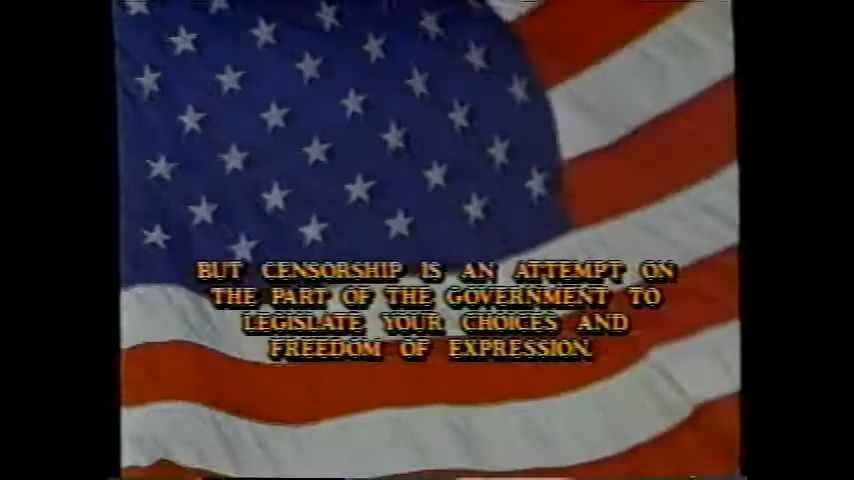 BUT CENSORSHIP IS AN ATTEMPT ON
THE PART OF THE GOVERNMENT TO
LEGISLATE YOUR CHOICES AND
FREEDOM OF EXPRESSION.